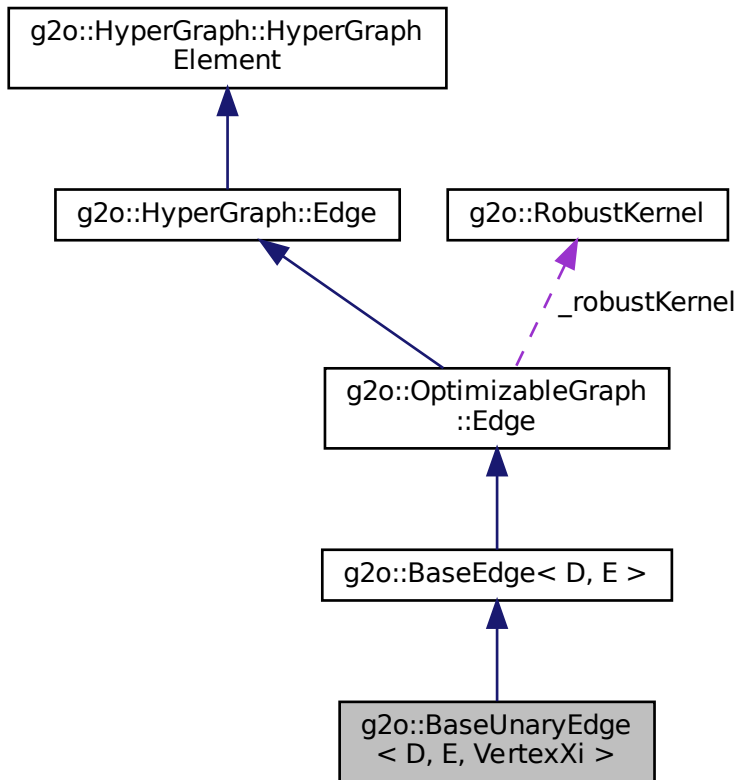 g2o::HyperGraph::HyperGraph
Element
g2o::HyperGraph::Edge
g2o::RobustKernel
_robustKernel
g2o::OptimizableGraph
::Edge
g2o::BaseEdge< D, E >
g2o::BaseUnaryEdge
< D, E, VertexXi >